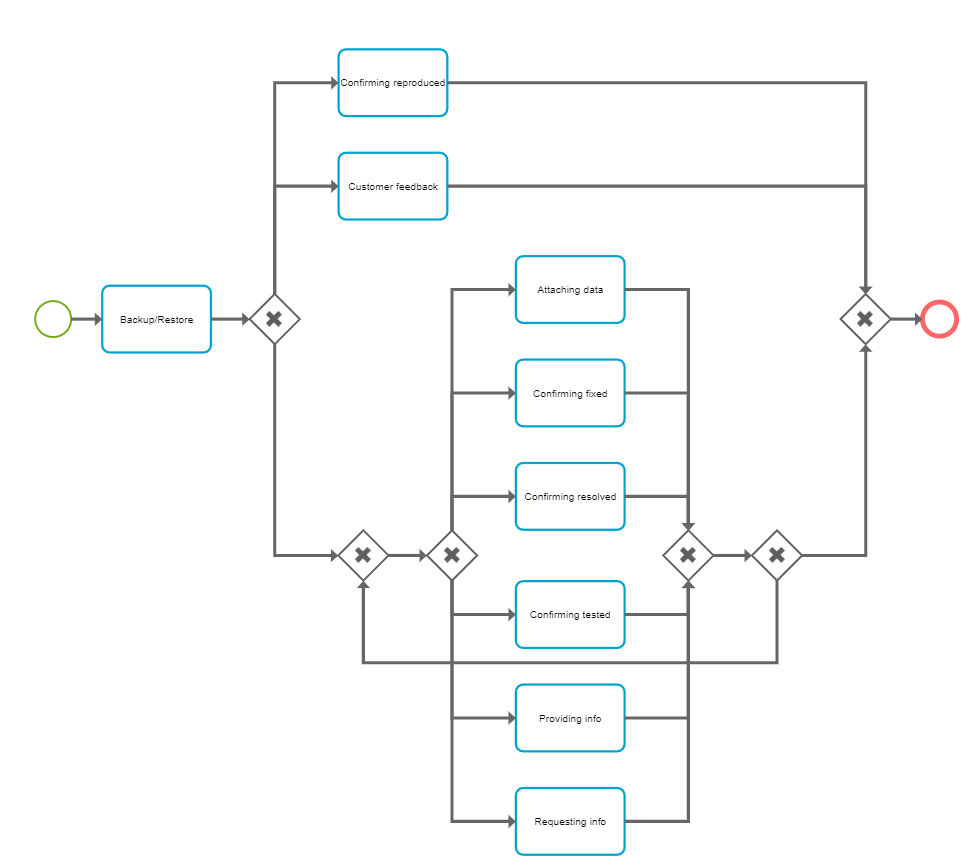 Confirming reproduced
Customer feedback
Attaching data
Backup/Restore
Confirming fixed
Confirming resolved
Confirming tested
Providing info
Requesting info